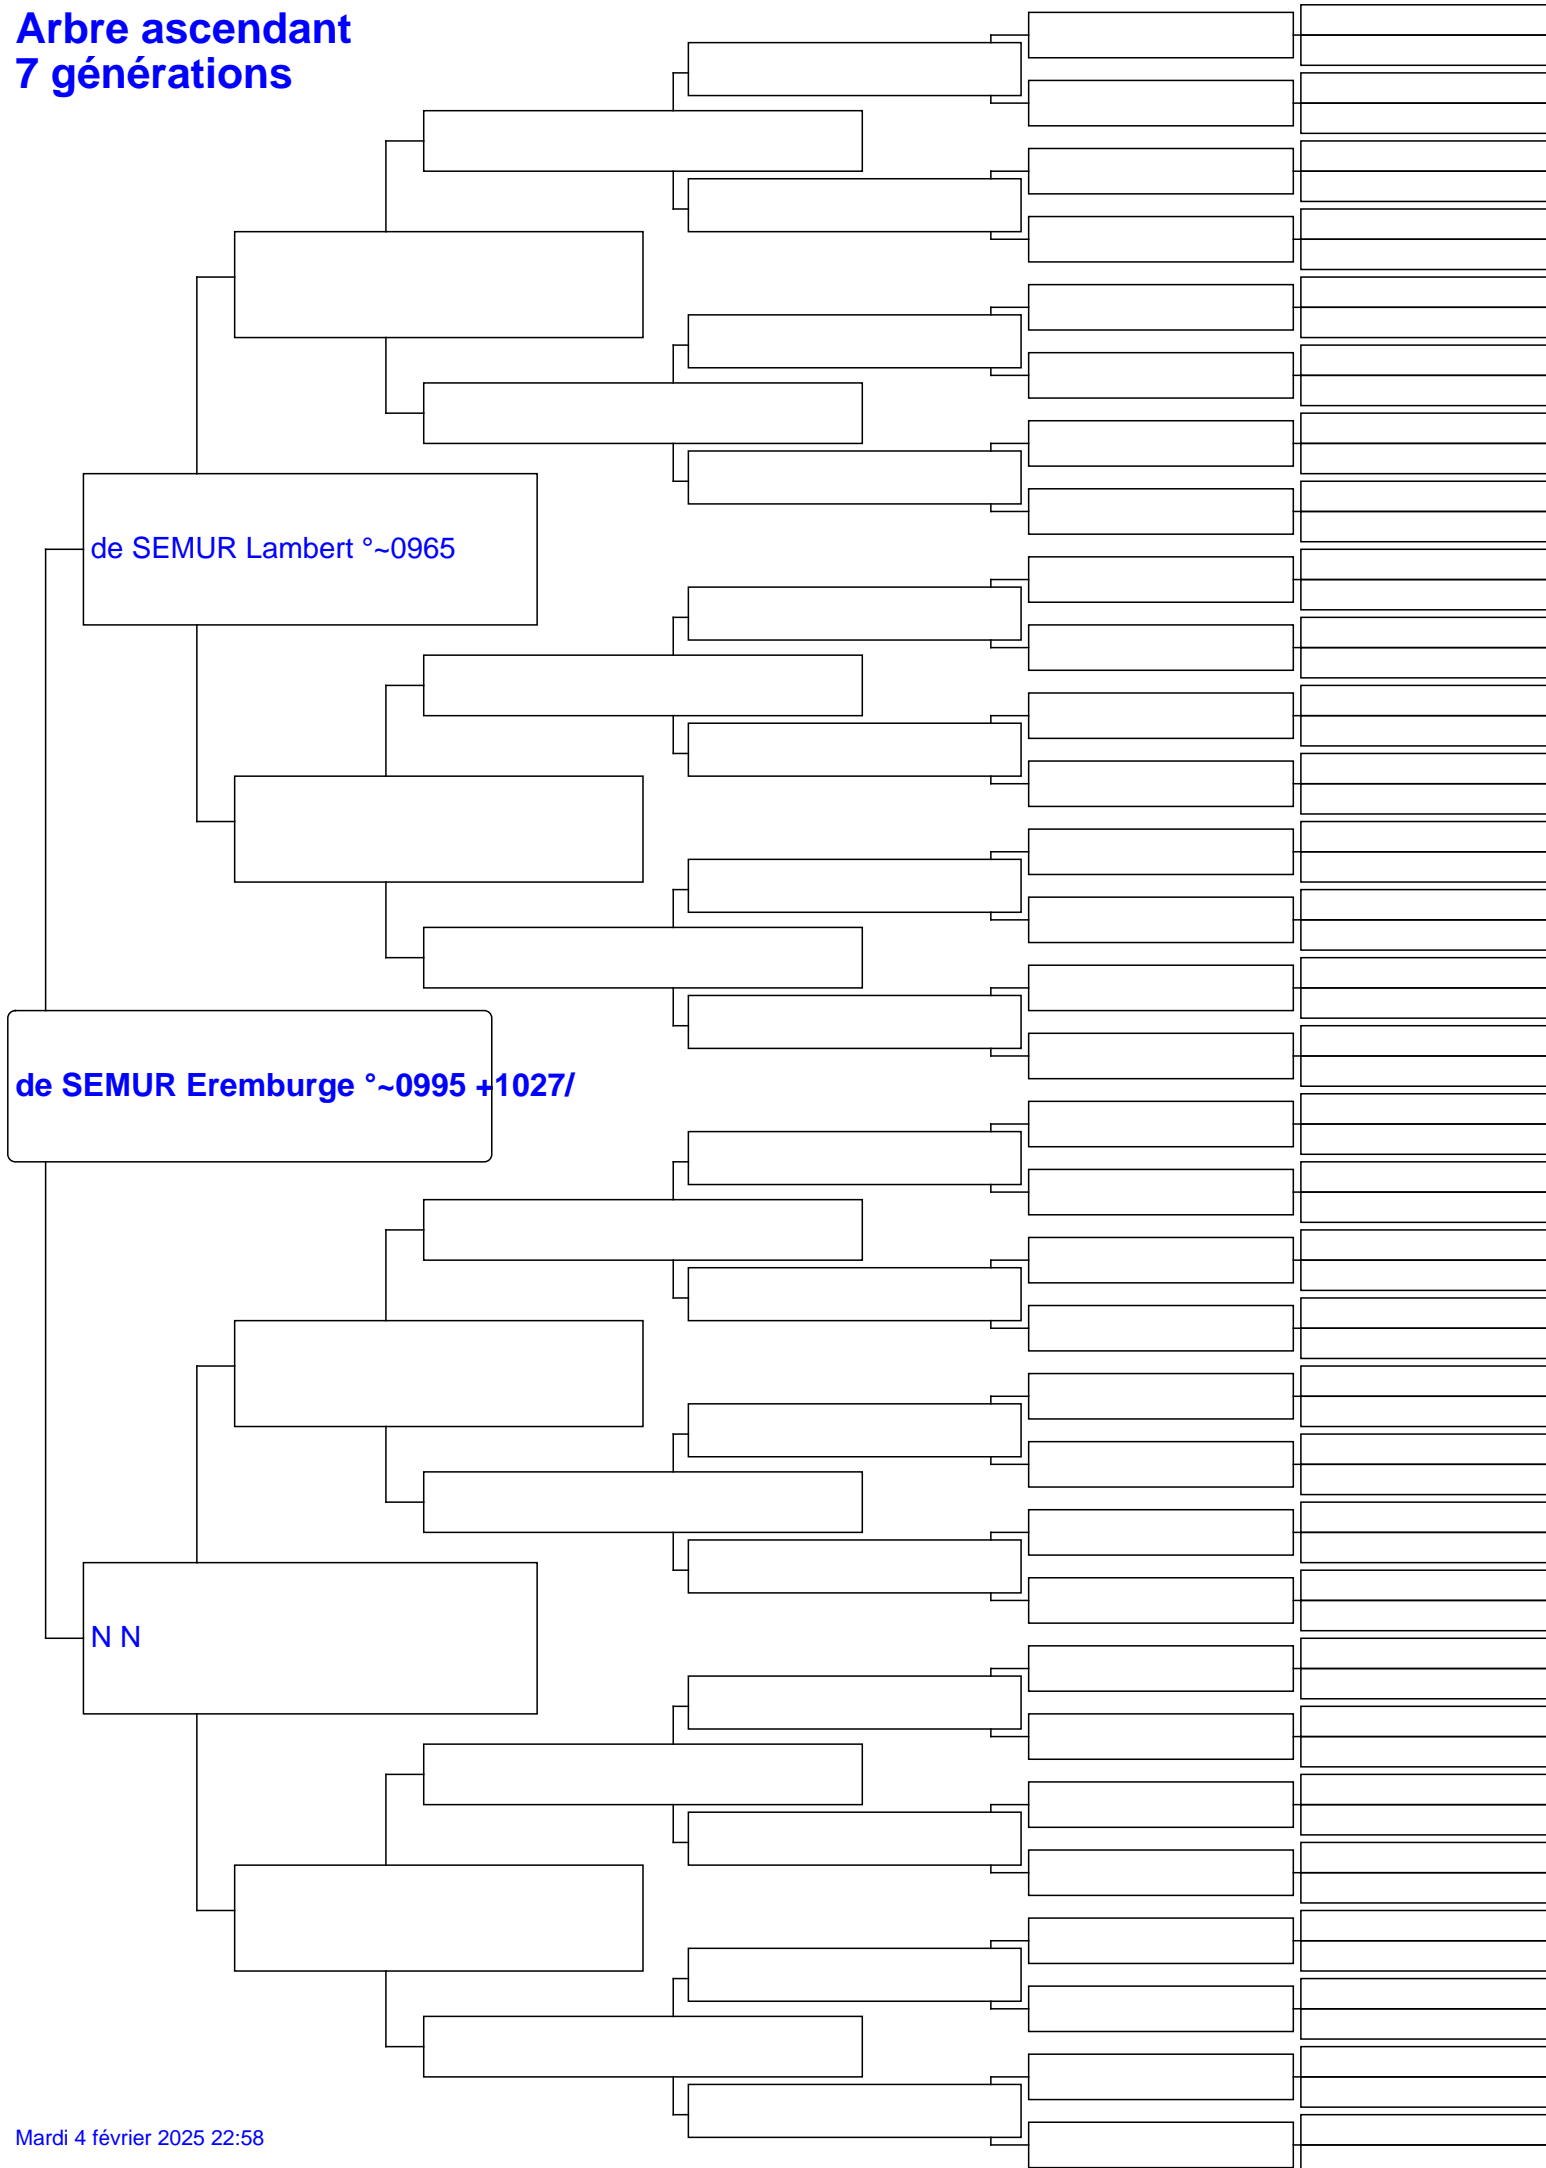 Arbre ascendant
7 générations
de SEMUR Lambert °~0965
de SEMUR Eremburge °~0995 +1027/
N N
Mardi 4 février 2025 22:58